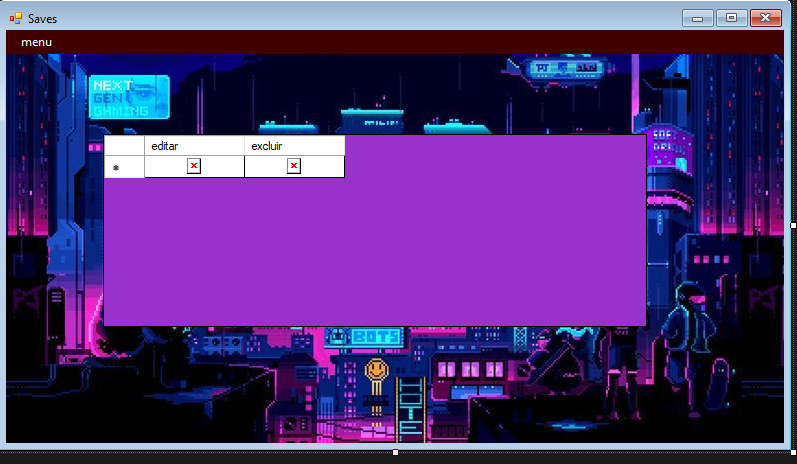 Saves
menu
NEXT
GEN
GAMING
editar excluir
BOTS